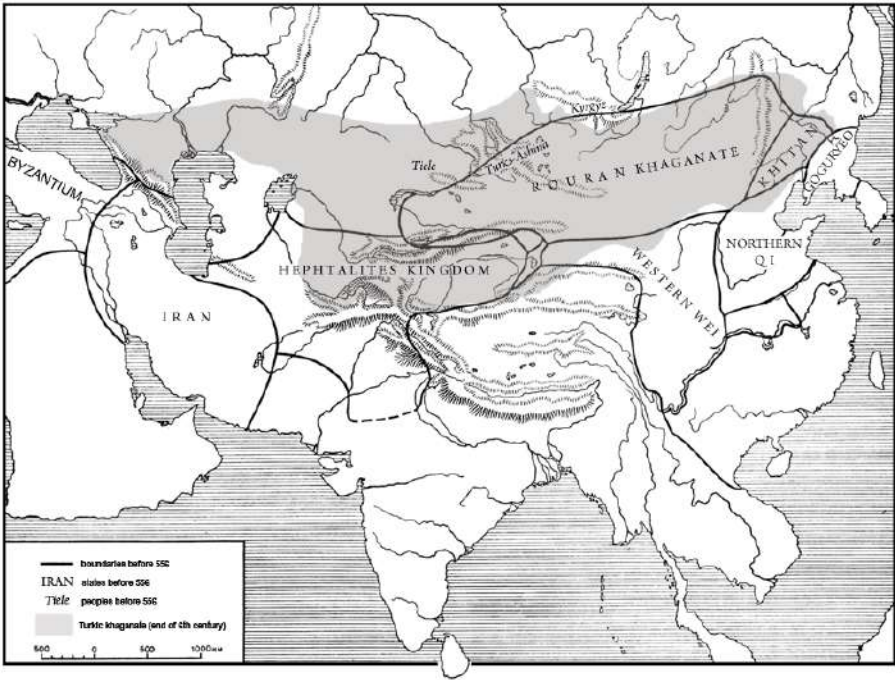 Kyrgyz
BYZANTIUM
Tiele
Turks-Ashina
ROURAN KHAGANATE
KHITAN
GOGURYEO
HEPHTALITES KINGDOM
WESTERN WEI
NORTHERN
QI
IRAN
boundaries before 556
IRAN states before 556
Tiele peoples before 556
Turkic khaganate (end of 6th century)
500 0 500 1000км